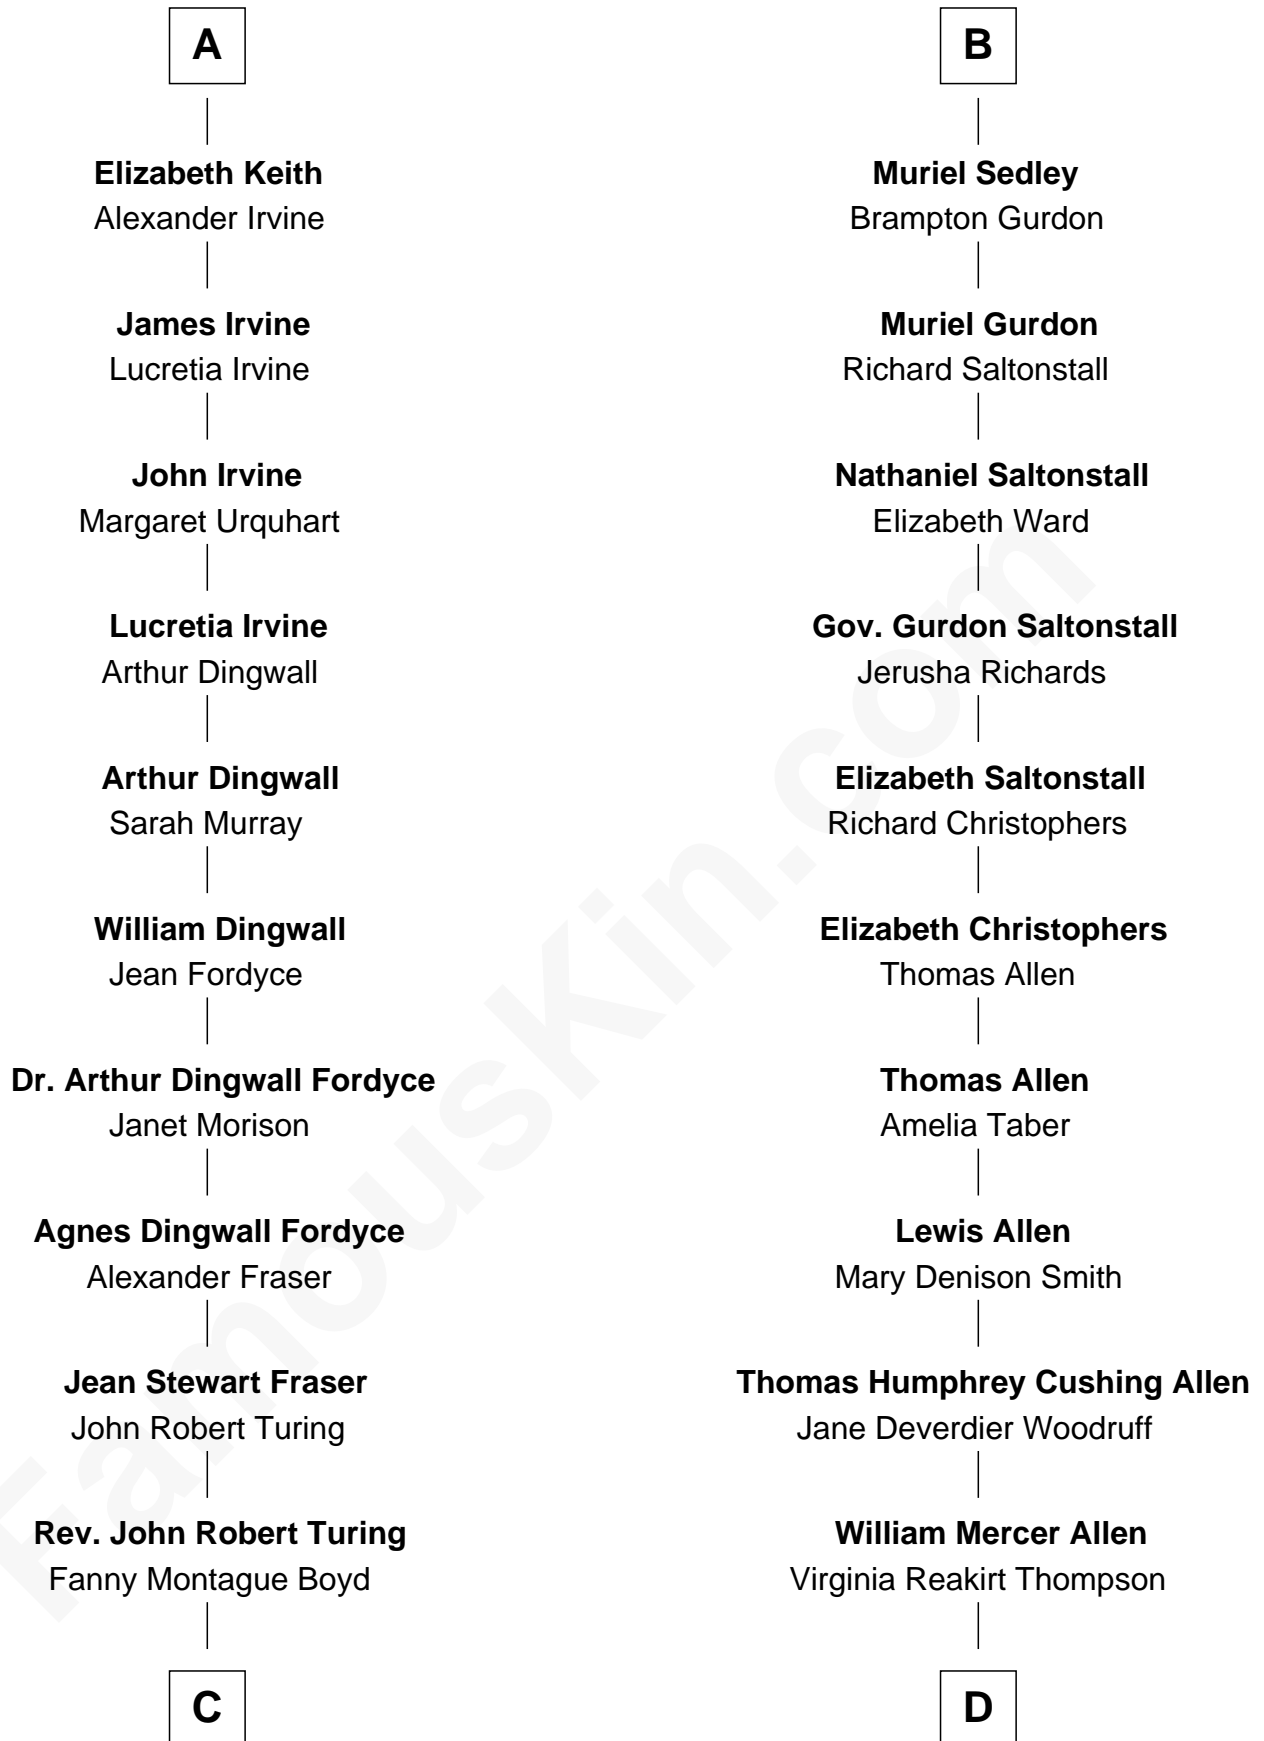 A
Elizabeth Keith
Alexander Irvine
James Irvine
Lucretia Irvine
John Irvine
Margaret Urquhart
Lucretia Irvine
Arthur Dingwall
Arthur Dingwall
Sarah Murray
William Dingwall
Jean Fordyce
Dr. Arthur Dingwall Fordyce
Janet Morison
Agnes Dingwall Fordyce
Alexander Fraser
Jean Stewart Fraser
John Robert Turing
Rev. John Robert Turing
Fanny Montague Boyd
C
B
Muriel Sedley
Brampton Gurdon
Muriel Gurdon
Richard Saltonstall
Nathaniel Saltonstall
Elizabeth Ward
Gov. Gurdon Saltonstall
Jerusha Richards
Elizabeth Saltonstall
Richard Christophers
Elizabeth Christophers
Thomas Allen
Thomas Allen
Amelia Taber
Lewis Allen
Mary Denison Smith
Thomas Humphrey Cushing Allen
Jane Deverdier Woodruff
William Mercer Allen
Virginia Reakirt Thompson
D
FamousKin.com